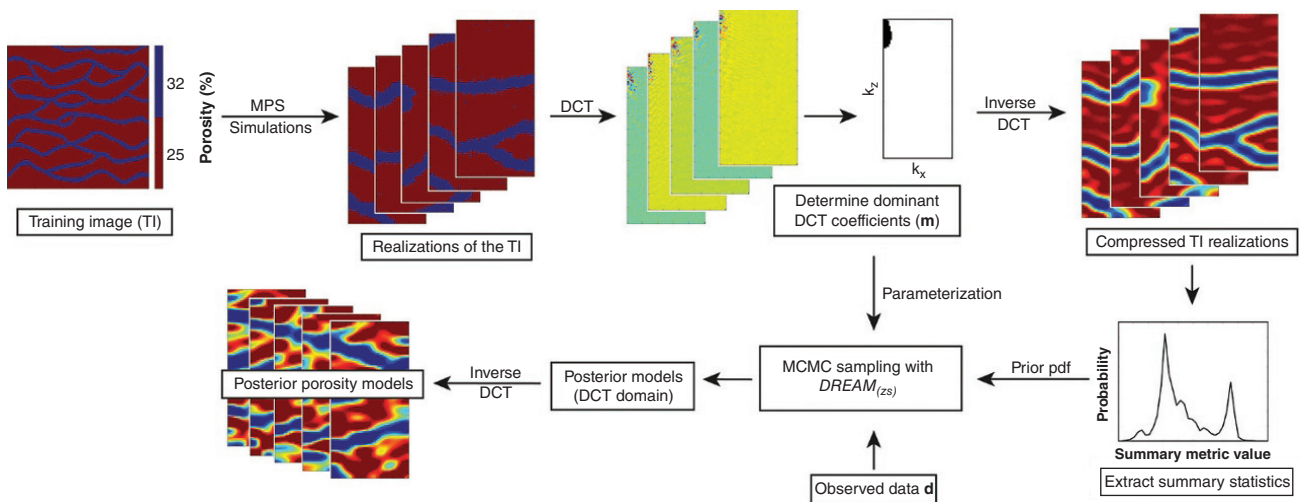 32
25
Porosity (%)
Training image (TI)
MPS
Simulations
Realizations of the TI
DCT
k_z
k_x
Determine dominant
DCT coefficients (m)
Inverse
DCT
Compressed TI realizations
Parameterization
Probability
Summary metric value
Extract summary statistics
Prior pdf
MCMC sampling with
DREAM(zs)
Observed data d
Posterior models
(DCT domain)
Inverse
DCT
Posterior porosity models